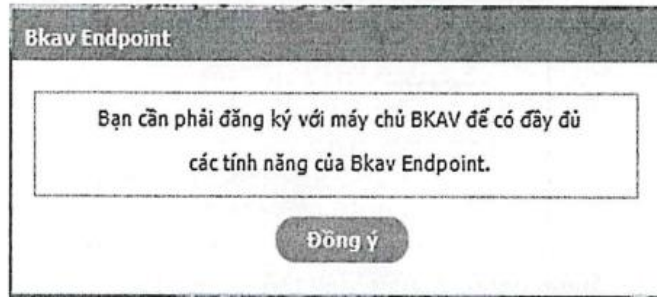 Bkav Endpoint
Bạn cần phải đăng ký với máy chủ BKAV để có đầy đủ
các tính năng của Bkav Endpoint.
Đồng ý